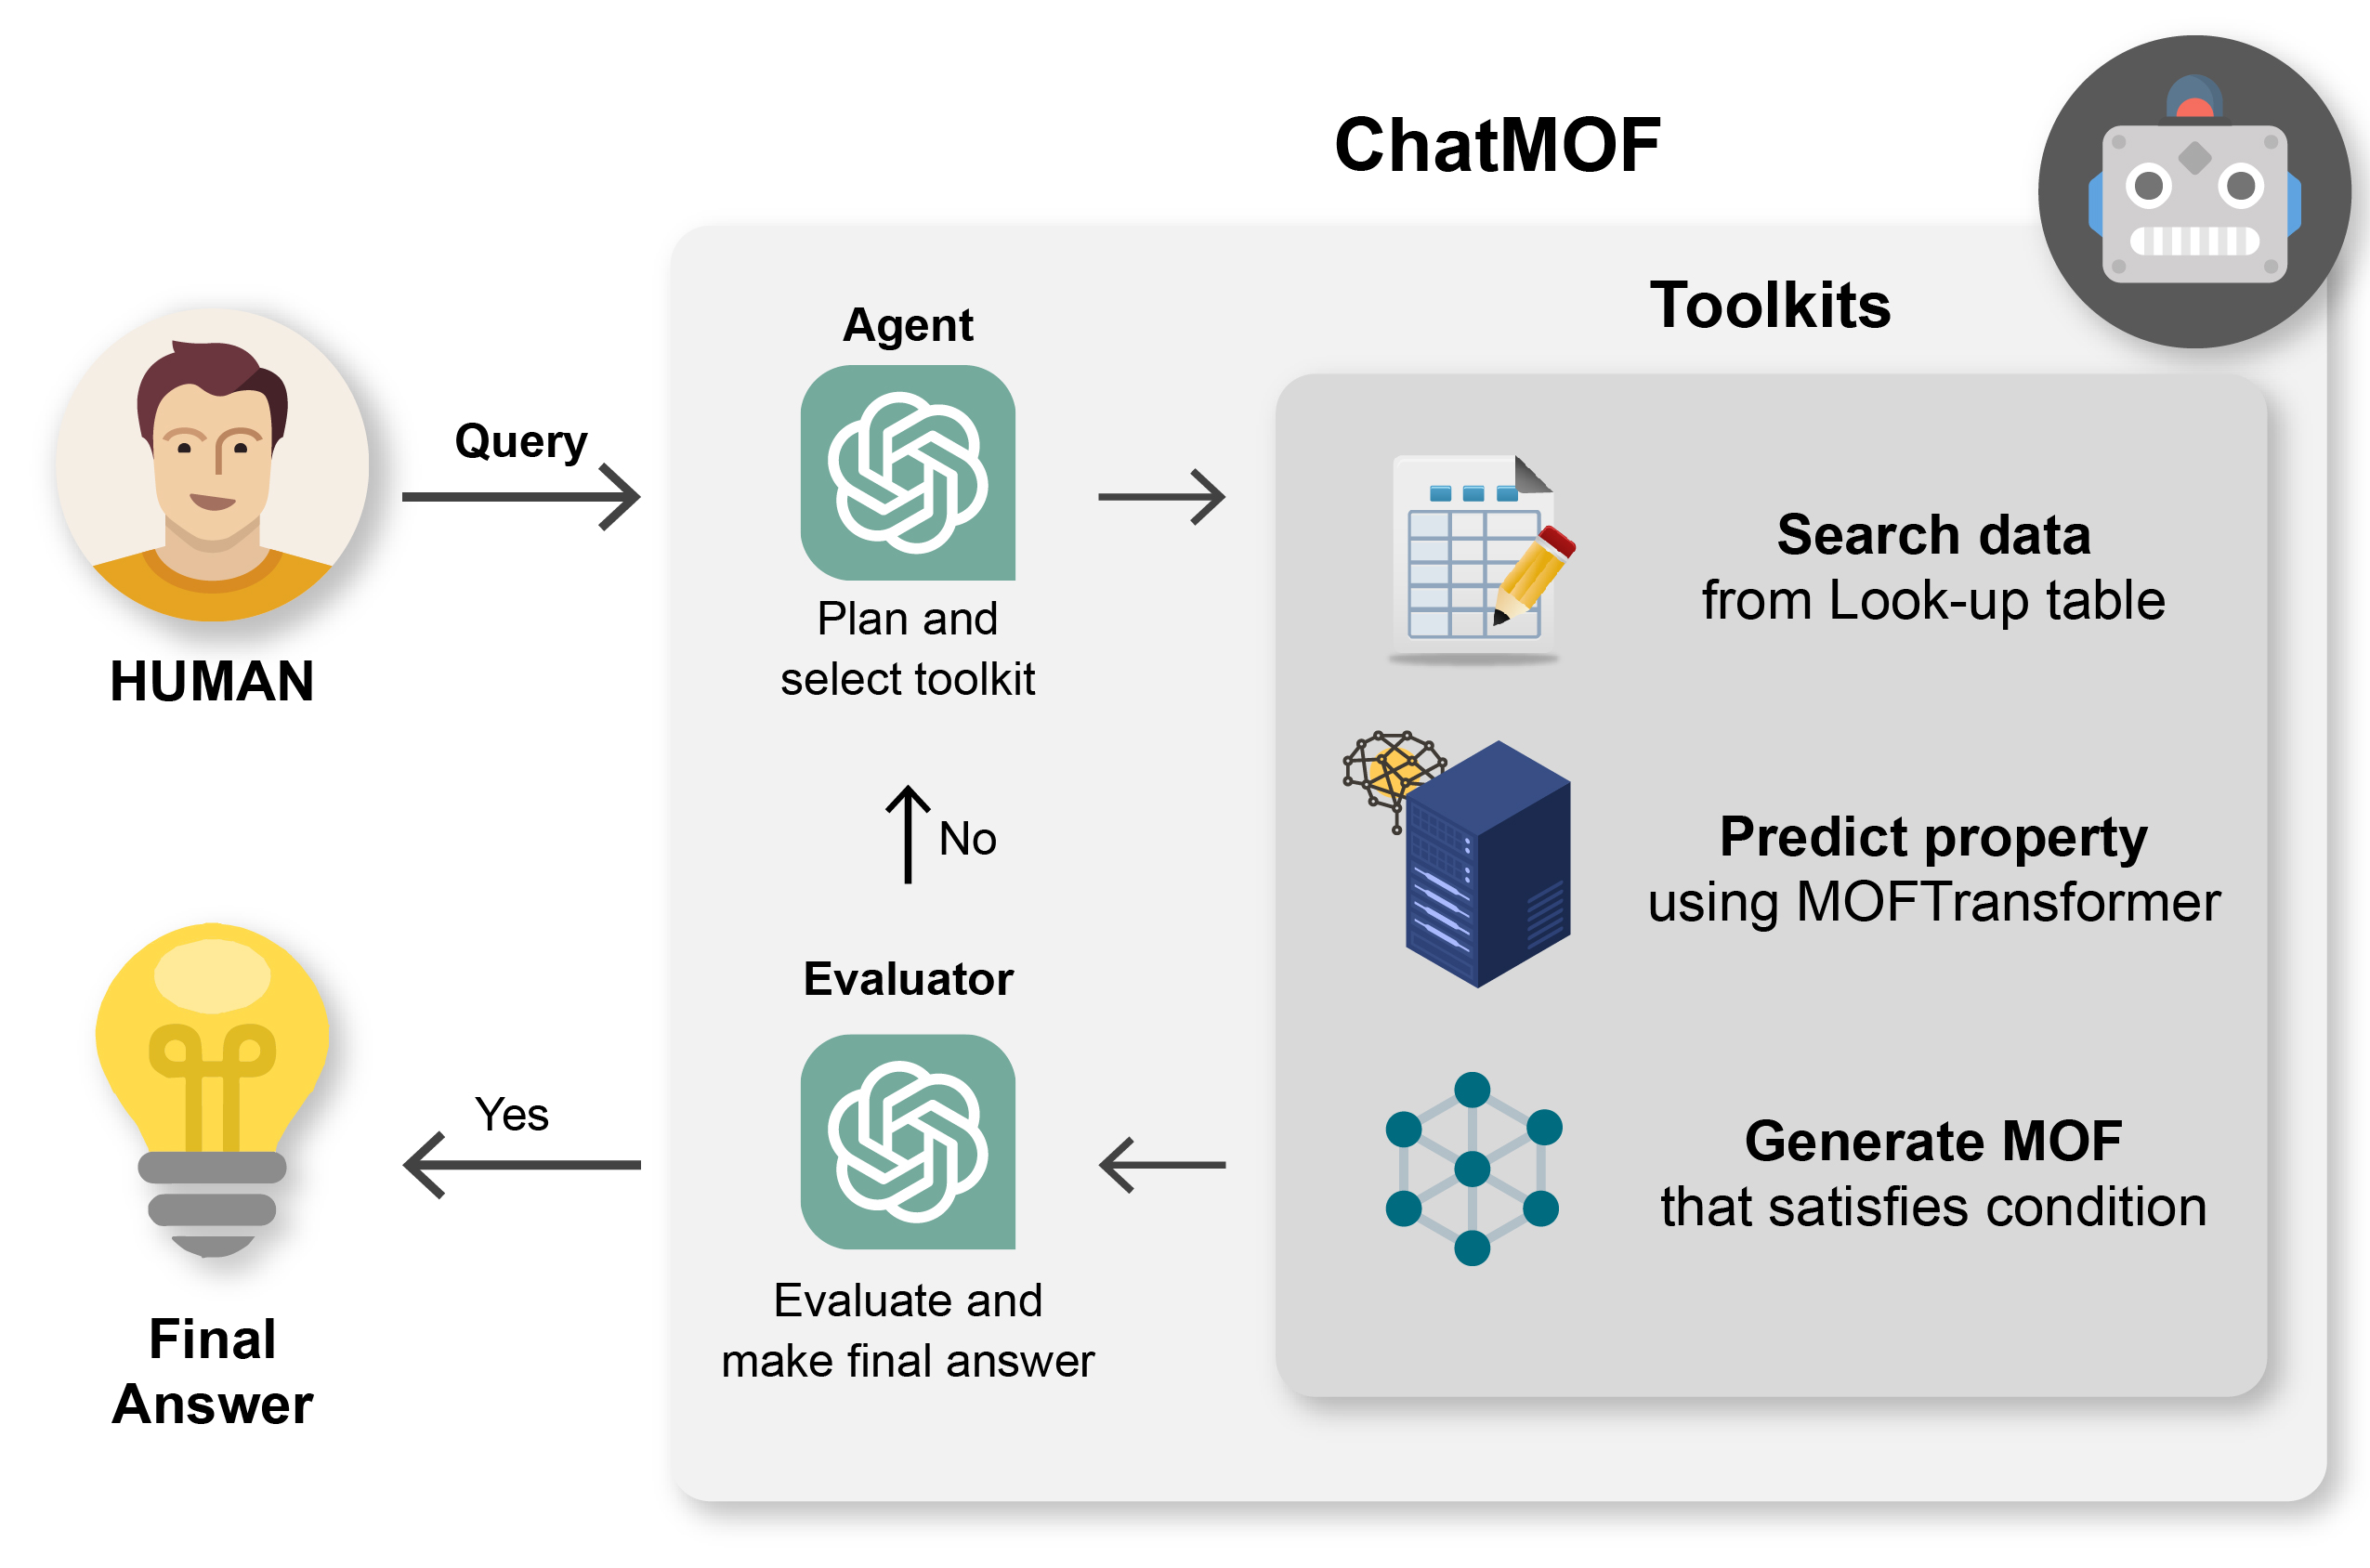 ChatMOF
Toolkits
Agent
Query
Plan and
select toolkit
HUMAN
Search data
from Look-up table
No
Predict property
using MOFTransformer
Evaluator
Yes
Generate MOF
that satisfies condition
Evaluate and
make final answer
Final
Answer